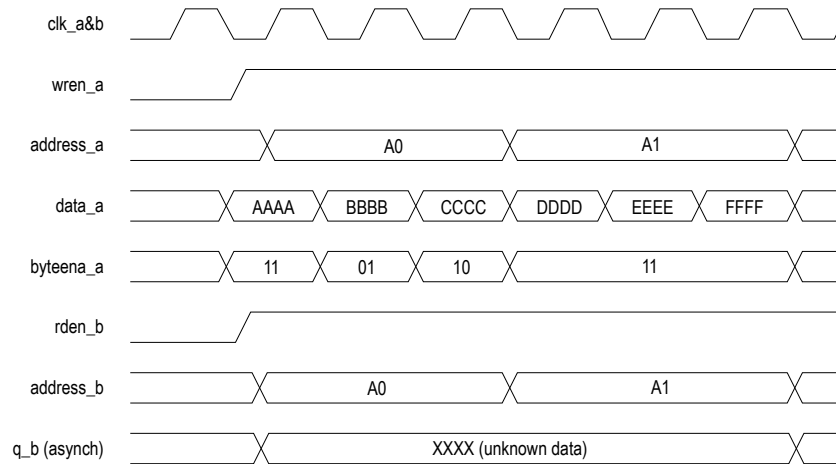 clk_a&b
wren_a
address_a A0 A1
data_a AAAA BBBB CCCC DDDD EEEE FFFF
byteena_a 11 01 10 11
rden_b
address_b A0 A1
q_b (asynch) XXXX (unknown data)